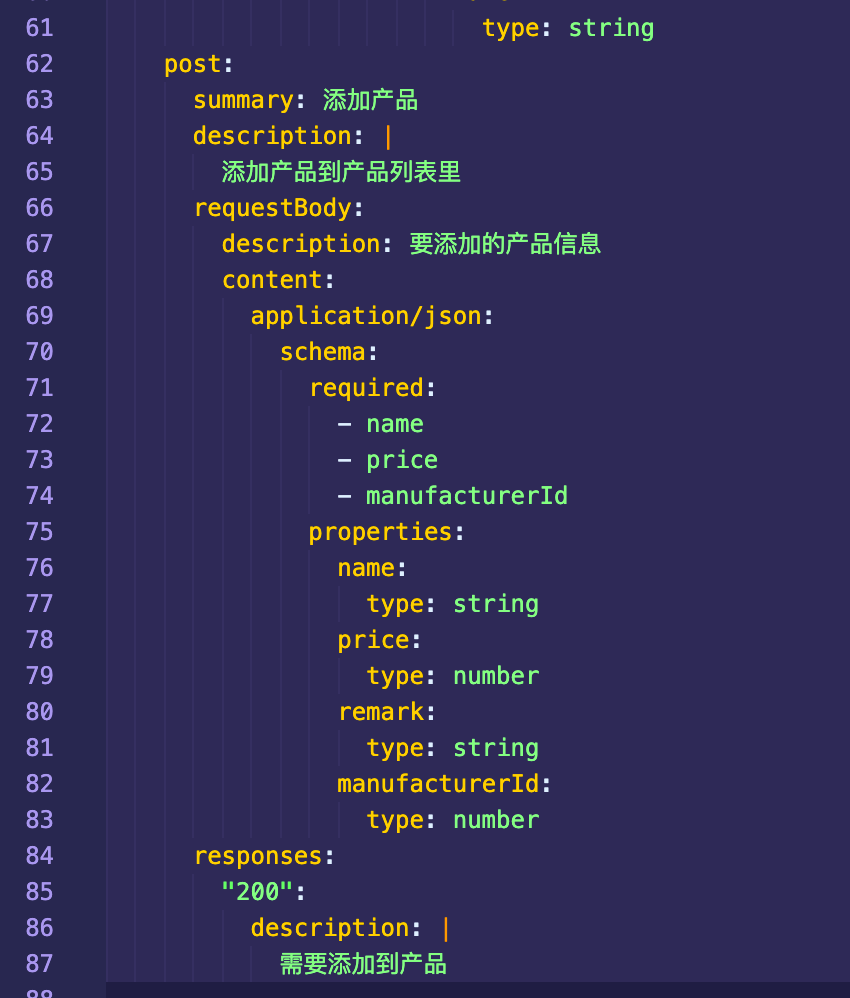 61 type: string
62 post:
63 summary: 添加产品
64 description: |
65 添加产品到产品列表里
66 requestBody:
67 description: 要添加的产品信息
68 content:
69 application/json:
70 schema:
71 required:
72 - name
73 - price
74 - manufacturerId
75 properties:
76 name:
77 type: string
78 price:
79 type: number
80 remark:
81 type: string
82 manufacturerId:
83 type: number
84 responses:
85 "200":
86 description: |
87 需要添加到产品